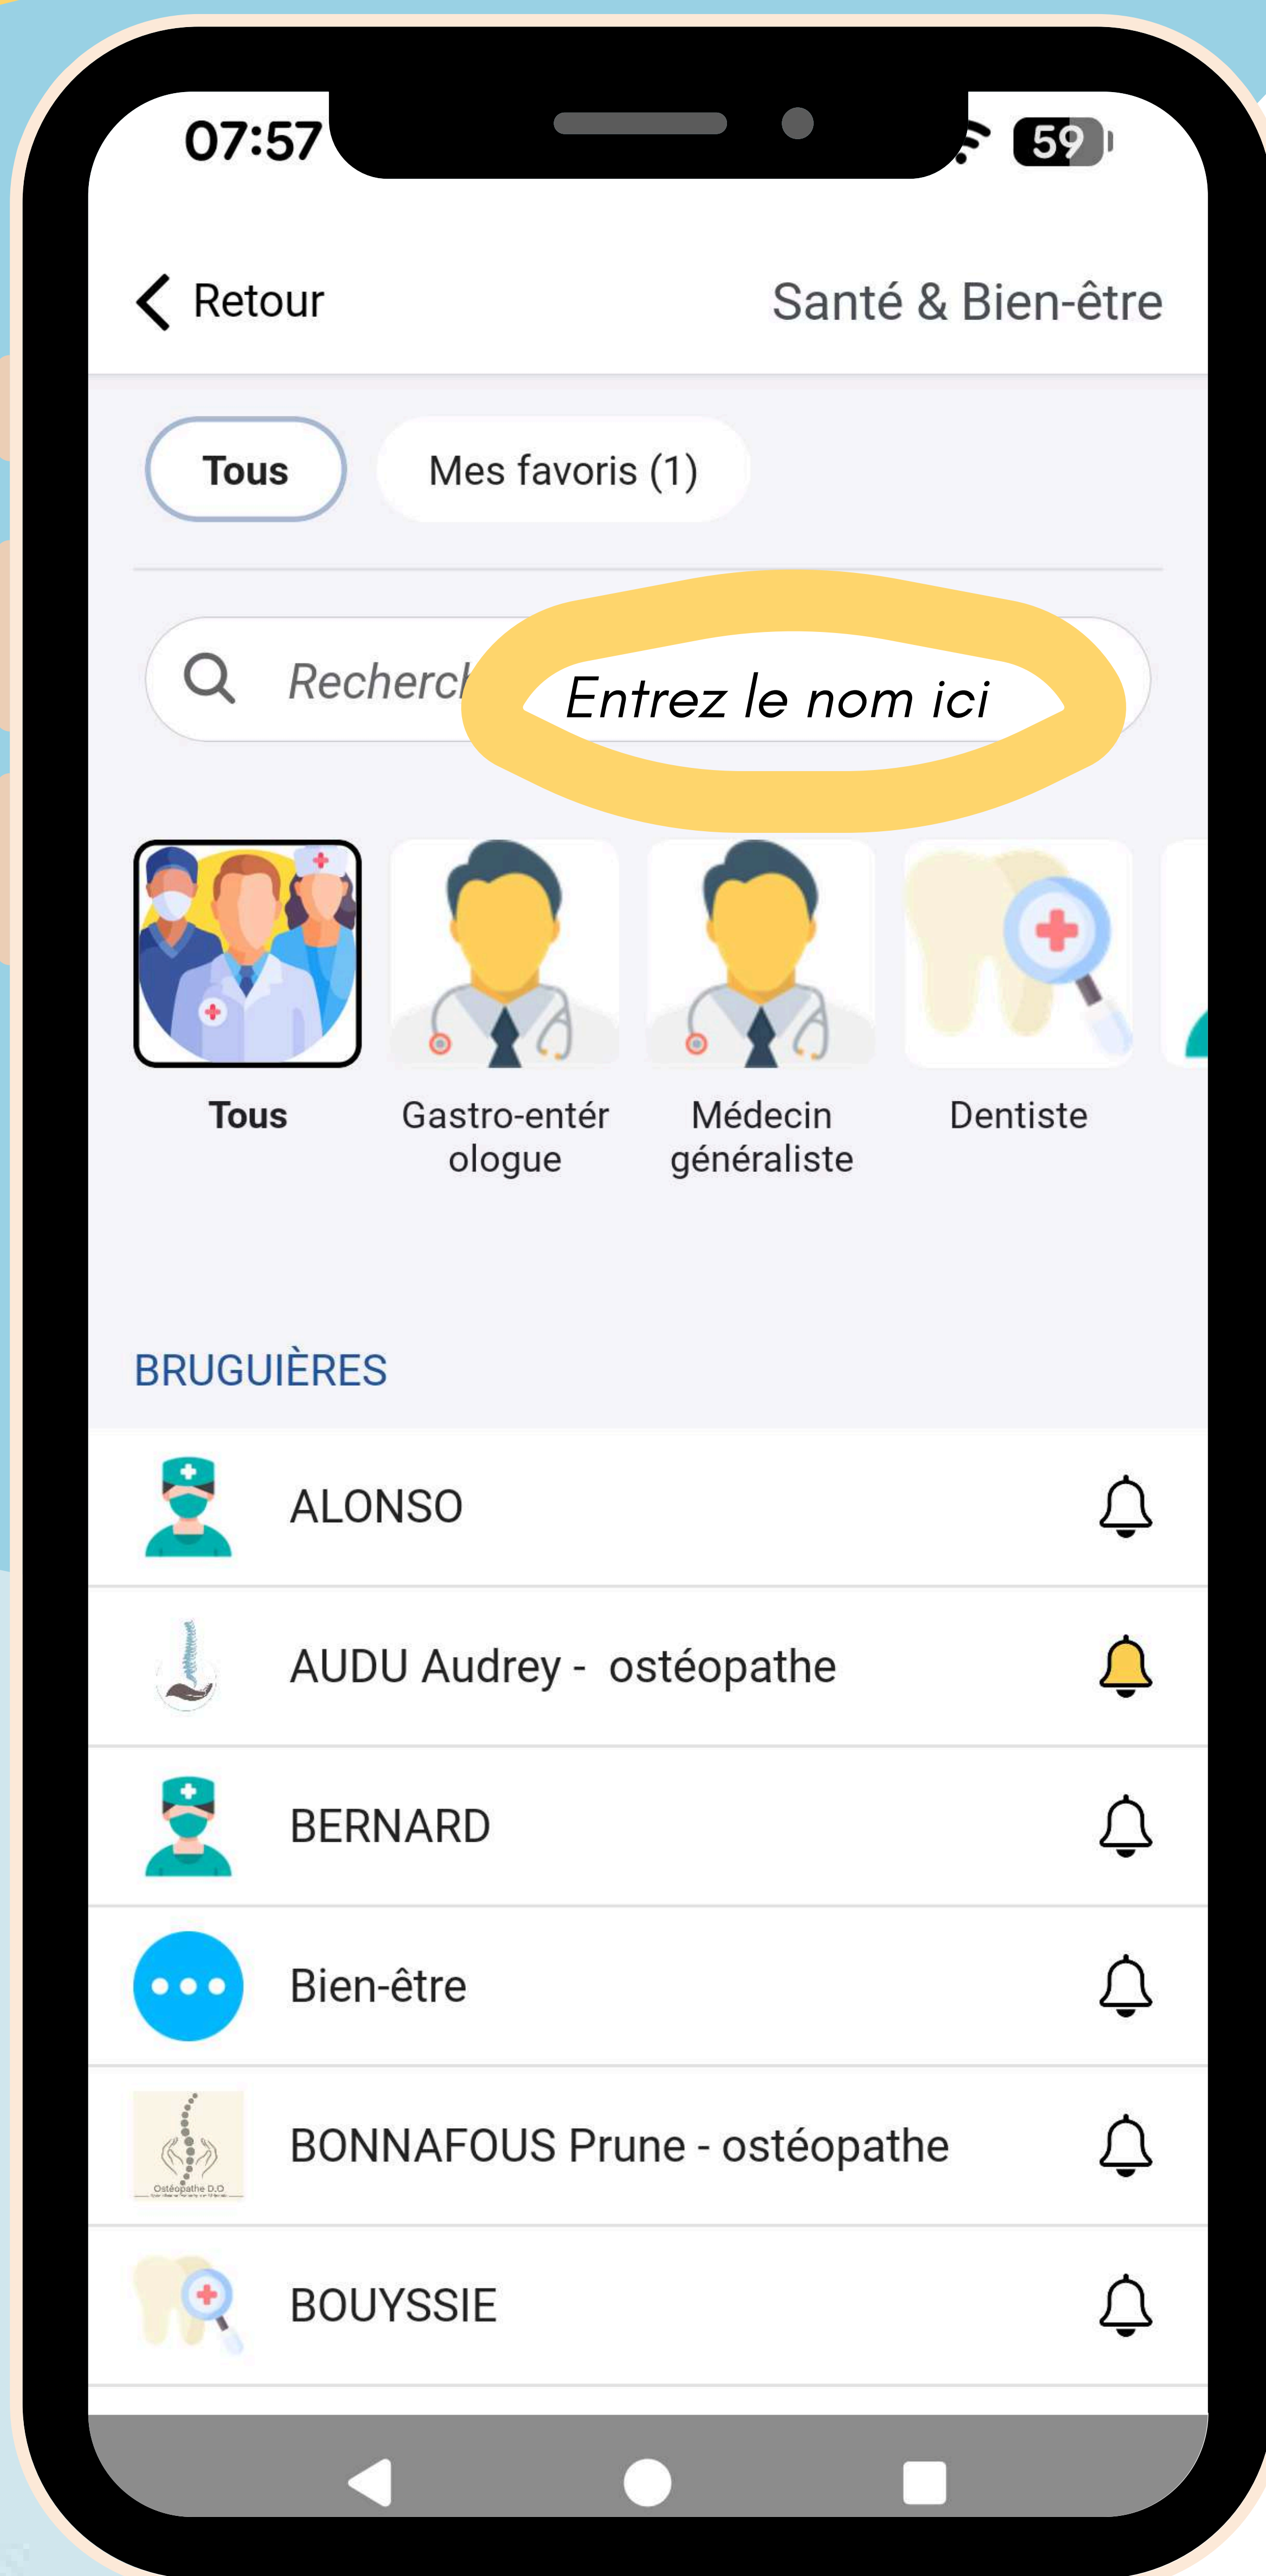 07:57
59
Retour
Santé & Bien-être
Tous
Mes favoris (1)
Recherch
Entrez le nom ici
Tous
Gastro-entér
ologue
Médecin
généraliste
Dentiste
BRUGUIÈRES
ALONSO
AUDU Audrey - ostéopathe
BERNARD
Bien-être
BONNAFOUS Prune - ostéopathe
Ostéopathe D.O
BOUYSSIE